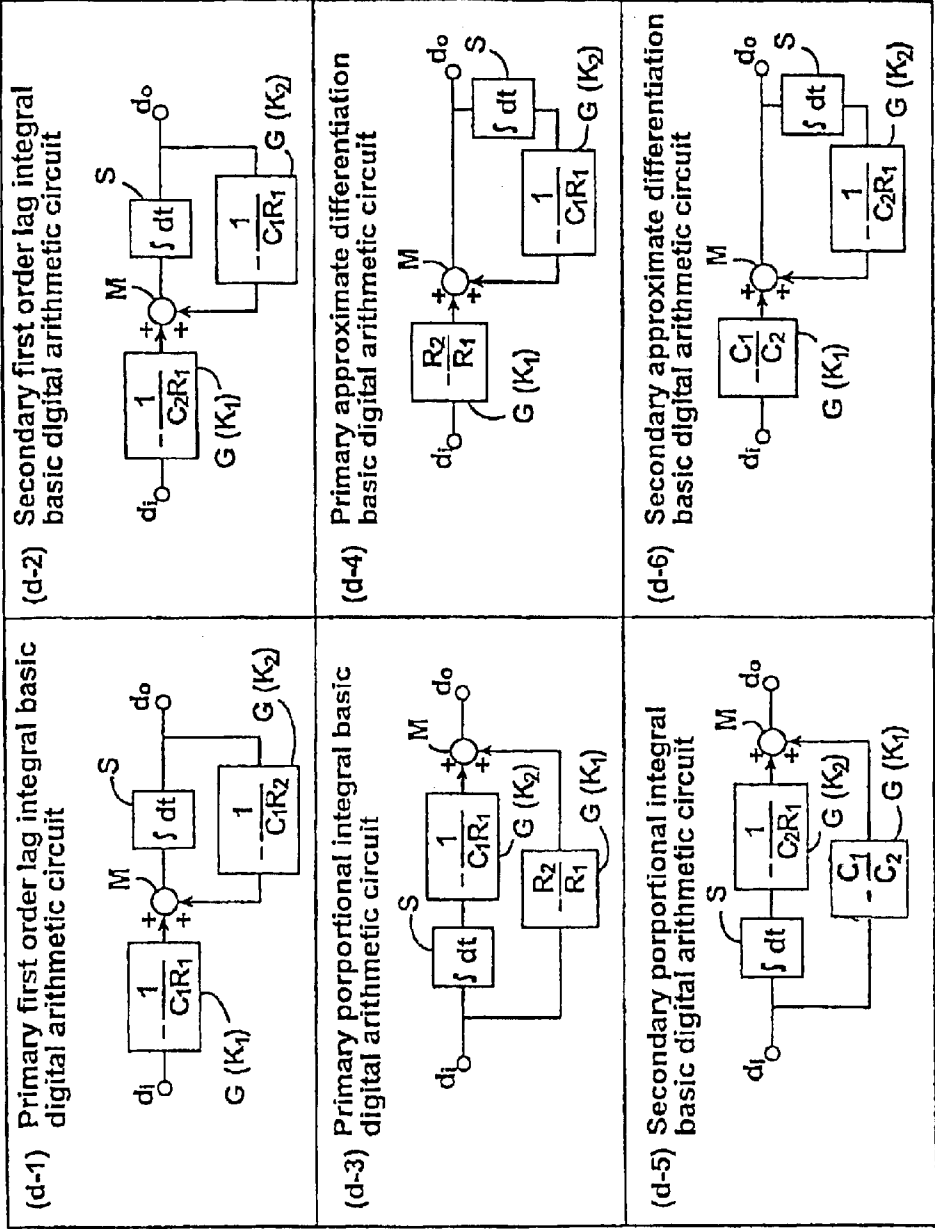 (d-1) Primary first order lag integral basic
digital arithmetic circuit
di
- 1/C1R1
G (K1)
M
+
+
S
∫ dt
do
- 1/C1R2
G (K2)
(d-2) Secondary first order lag integral
basic digital arithmetic circuit
di
- 1/C2R1
G (K1)
M
+
+
S
∫ dt
do
- 1/C1R1
G (K2)
(d-3) Primary porportional integral basic
digital arithmetic circuit
di
S
∫ dt
- 1/C1R1
G (K2)
M
+
+
do
- R2/R1
G (K1)
(d-4) Primary approximate differentiation
basic digital arithmetic circuit
di
- R2/R1
G (K1)
M
+
+
do
S
∫ dt
- 1/C1R1
G (K2)
(d-5) Secondary porportional integral
basic digital arithmetic circuit
di
S
∫ dt
- 1/C2R1
G (K2)
M
+
+
do
- C1/C2
G (K1)
(d-6) Secondary approximate differentiation
basic digital arithmetic circuit
di
- C1/C2
G (K1)
M
+
+
do
S
∫ dt
- 1/C2R1
G (K2)